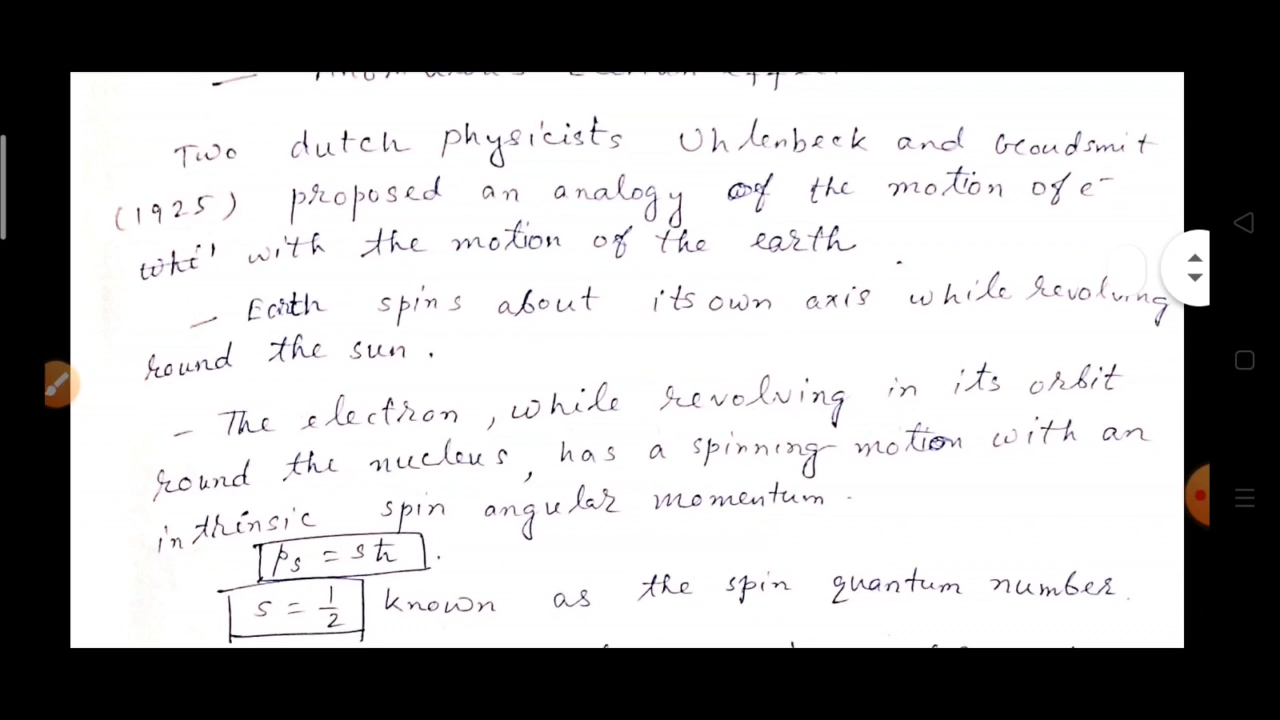 Two dutch physicists Uhlenbeck and Goudsmit
(1925) proposed an analogy of the motion of e⁻
with the motion of the earth.
— Earth spins about its own axis while revolving
round the sun.
— The electron, while revolving in its orbit
round the nucleus, has a spinning motion with an
intrinsic spin angular momentum.
ps = sħ.
s = 1/2 known as the spin quantum number.